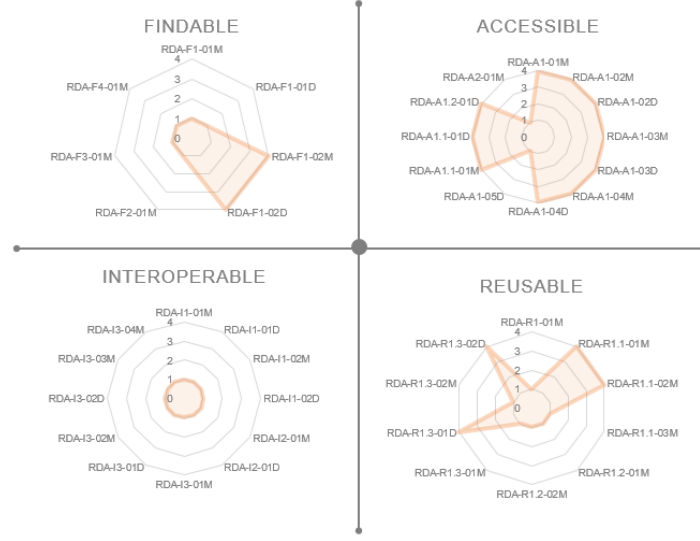 FINDABLE
RDA-F1-01M
RDA-F1-01D
RDA-F1-02M
RDA-F1-02D
RDA-F2-01M
RDA-F3-01M
RDA-F4-01M
4
3
2
1
0
ACCESSIBLE
RDA-A1-01M
RDA-A1-02M
RDA-A1-02D
RDA-A1-03M
RDA-A1-03D
RDA-A1-04M
RDA-A1-04D
RDA-A1-05D
RDA-A1.1-01M
RDA-A1.1-01D
RDA-A1.2-01D
RDA-A2-01M
4
3
2
1
0
INTEROPERABLE
RDA-I1-01M
RDA-I1-01D
RDA-I1-02M
RDA-I1-02D
RDA-I2-01M
RDA-I2-01D
RDA-I3-01M
RDA-I3-01D
RDA-I3-02M
RDA-I3-02D
RDA-I3-03M
RDA-I3-04M
4
3
2
1
0
REUSABLE
RDA-R1-01M
RDA-R1.1-01M
RDA-R1.1-02M
RDA-R1.1-03M
RDA-R1.2-01M
RDA-R1.2-02M
RDA-R1.3-01M
RDA-R1.3-01D
RDA-R1.3-02M
RDA-R1.3-02D
4
3
2
1
0